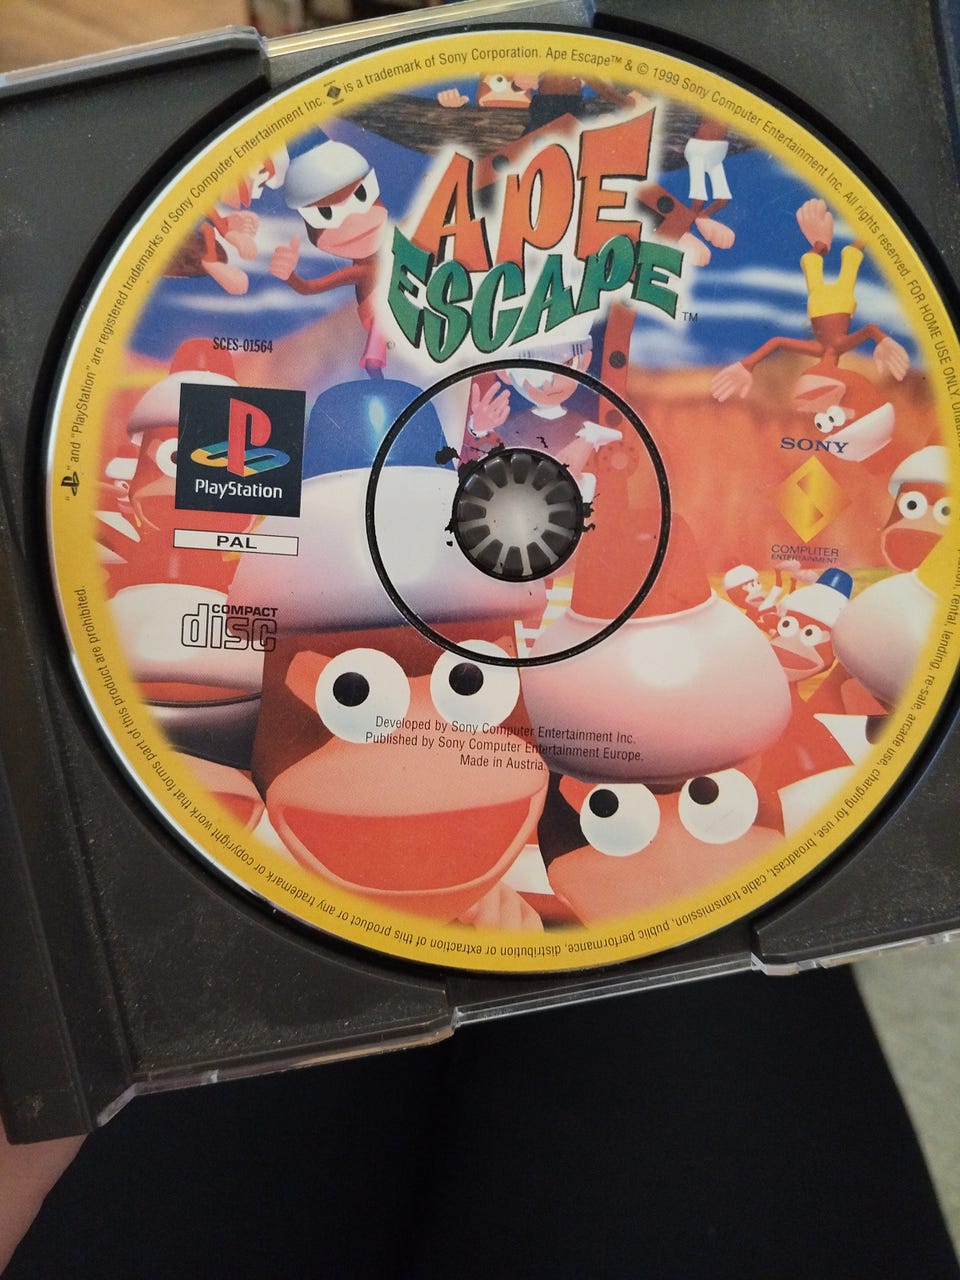 "PS" and "PlayStation" are registered trademarks of Sony Computer Entertainment Inc. is a trademark of Sony Corporation. Ape Escape™ & © 1999 Sony Computer Entertainment Inc. All rights reserved. FOR HOME USE ONLY.
rental, lending, re-sale, arcade use, charging for use, broadcast, cable transmission, public performance, distribution or extraction of this product or any trademark or copyright work that forms part of this product are prohibited.
APE
ESCAPE™
SCES-01564
PlayStation
PAL
COMPACT
disc
SONY
COMPUTER
ENTERTAINMENT
Developed by Sony Computer Entertainment Inc.
Published by Sony Computer Entertainment Europe.
Made in Austria.